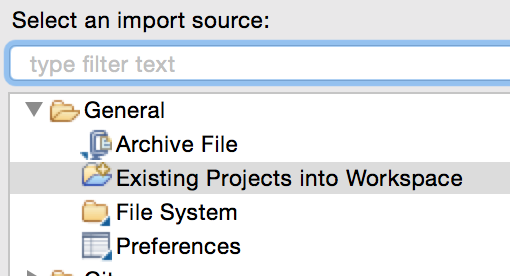 Select an import source:
type filter text
General
Archive File
Existing Projects into Workspace
File System
Preferences